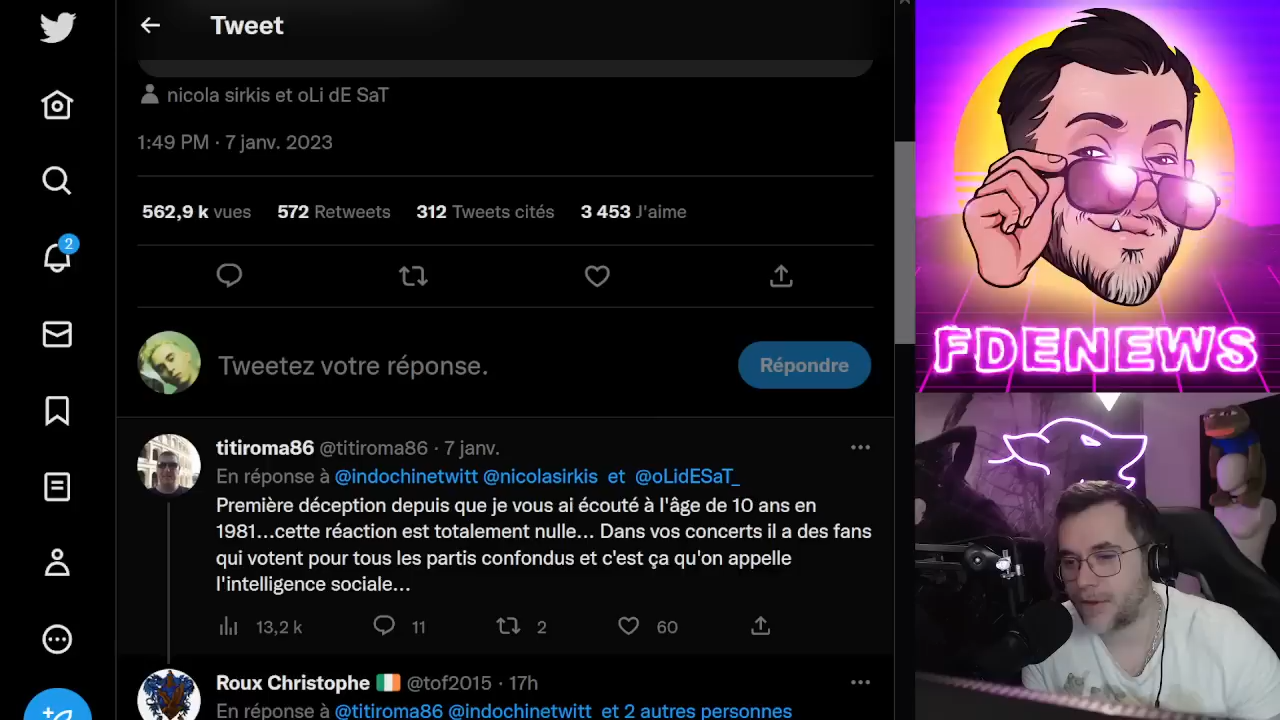 Tweet
nicola sirkis et oLi dE SaT
1:49 PM · 7 janv. 2023
562,9 k vues 572 Retweets 312 Tweets cités 3 453 J'aime
2
Tweetez votre réponse.
Répondre
titiroma86 @titiroma86 · 7 janv.
En réponse à @indochinetwitt @nicolasirkis et @oLidESaT_
Première déception depuis que je vous ai écouté à l'âge de 10 ans en
1981...cette réaction est totalement nulle... Dans vos concerts il a des fans
qui votent pour tous les partis confondus et c'est ça qu'on appelle
l'intelligence sociale...
13,2 k 11 2 60
Roux Christophe @tof2015 · 17h
En réponse à @titiroma86 @indochinetwitt et 2 autres personnes
FDENEWS